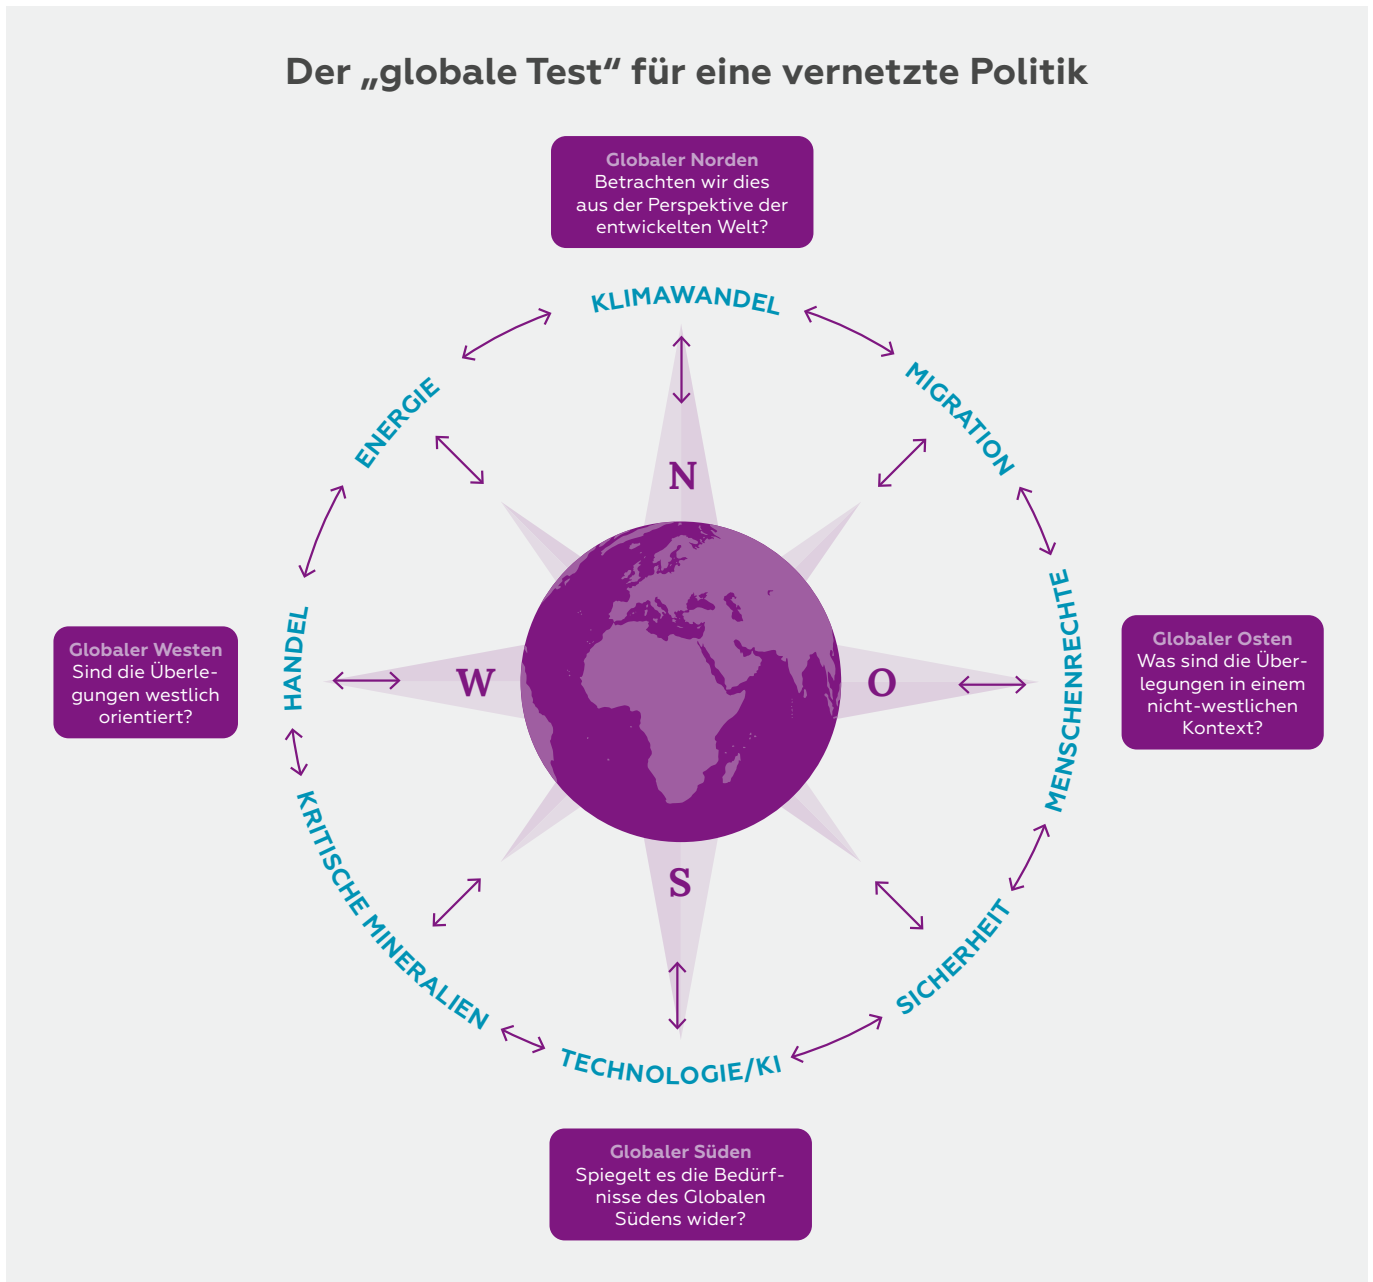 Der „globale Test“ für eine vernetzte Politik
Globaler Norden
Betrachten wir dies
aus der Perspektive der
entwickelten Welt?
KLIMAWANDEL
MIGRATION
ENERGIE
N
MENSCHENRECHTE
HANDEL
Globaler Westen
Sind die Überle-
gungen westlich
orientiert?
W
O
Globaler Osten
Was sind die Über-
legungen in einem
nicht-westlichen
Kontext?
KRITISCHE MINERALIEN
S
SICHERHEIT
TECHNOLOGIE/KI
Globaler Süden
Spiegelt es die Bedürf-
nisse des Globalen
Südens wider?